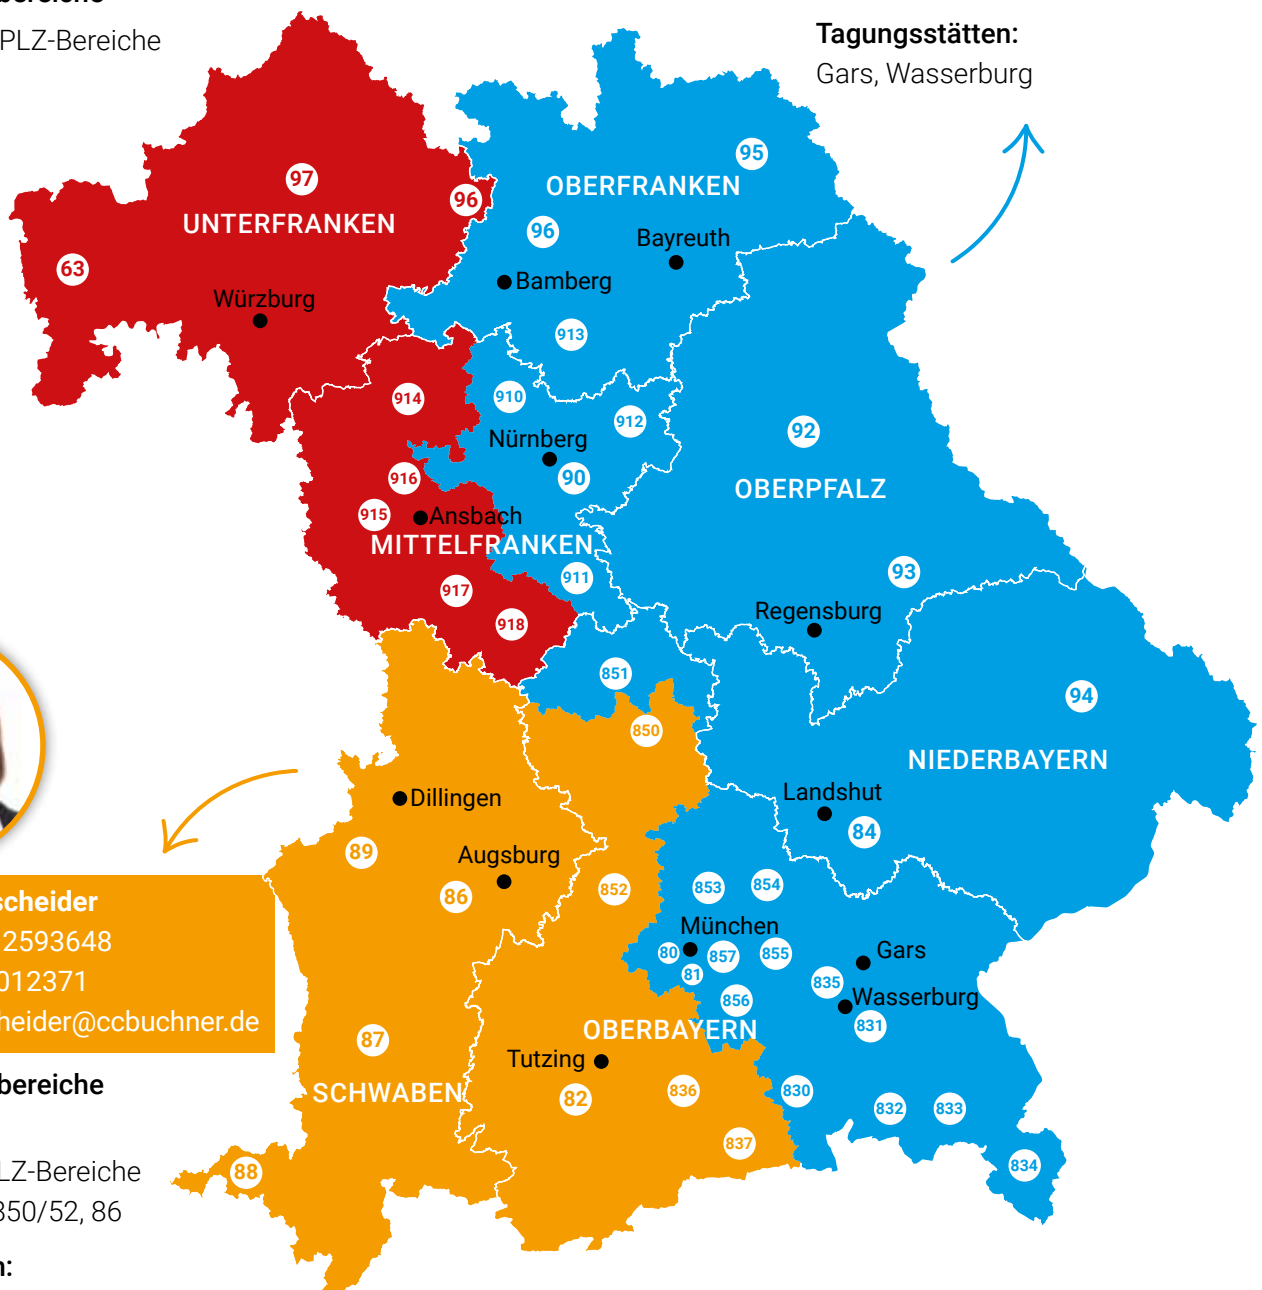 PLZ-Bereiche
Tagungsstätten:
Gars, Wasserburg
95
97
OBERFRANKEN
96
UNTERFRANKEN
96
Bayreuth
63
Bamberg
Würzburg
913
914
910
912
92
Nürnberg
916
90
OBERPFALZ
915
Ansbach
MITTELFRANKEN
93
911
917
Regensburg
918
851
94
850
NIEDERBAYERN
Landshut
Dillingen
84
89
Augsburg
853
854
86
852
scheider
München
2593648
Gars
80
857
855
012371
81
835
Wasserburg
856
heider@ccbuchner.de
831
OBERBAYERN
87
Tutzing
bereiche
SCHWABEN
82
836
830
832
833
837
834
LZ-Bereiche
88
350/52, 86
n: